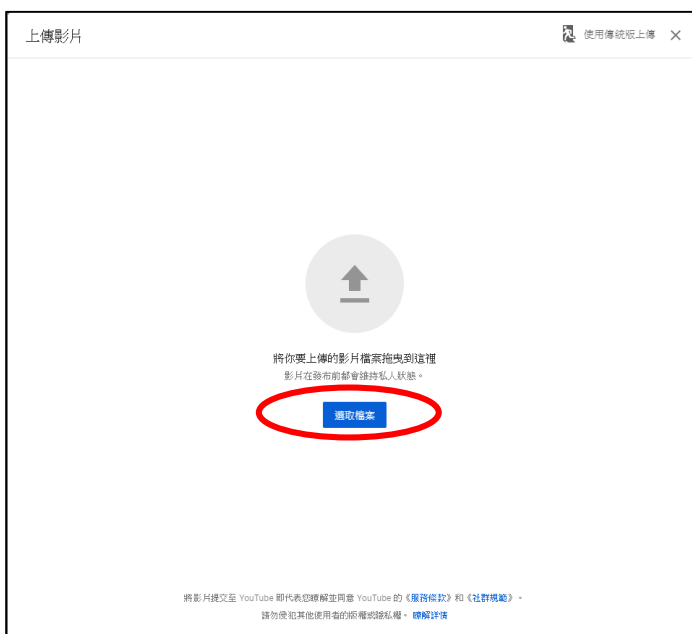 上傳影片
使用傳統版上傳
將你要上傳的影片檔案拖曳到這裡
影片在發布前都會維持私人狀態。
選取檔案
將影片提交至 YouTube 即代表您瞭解並同意 YouTube 的《服務條款》和《社群規範》。
請勿侵犯其他使用者的版權或隱私權。 瞭解詳情